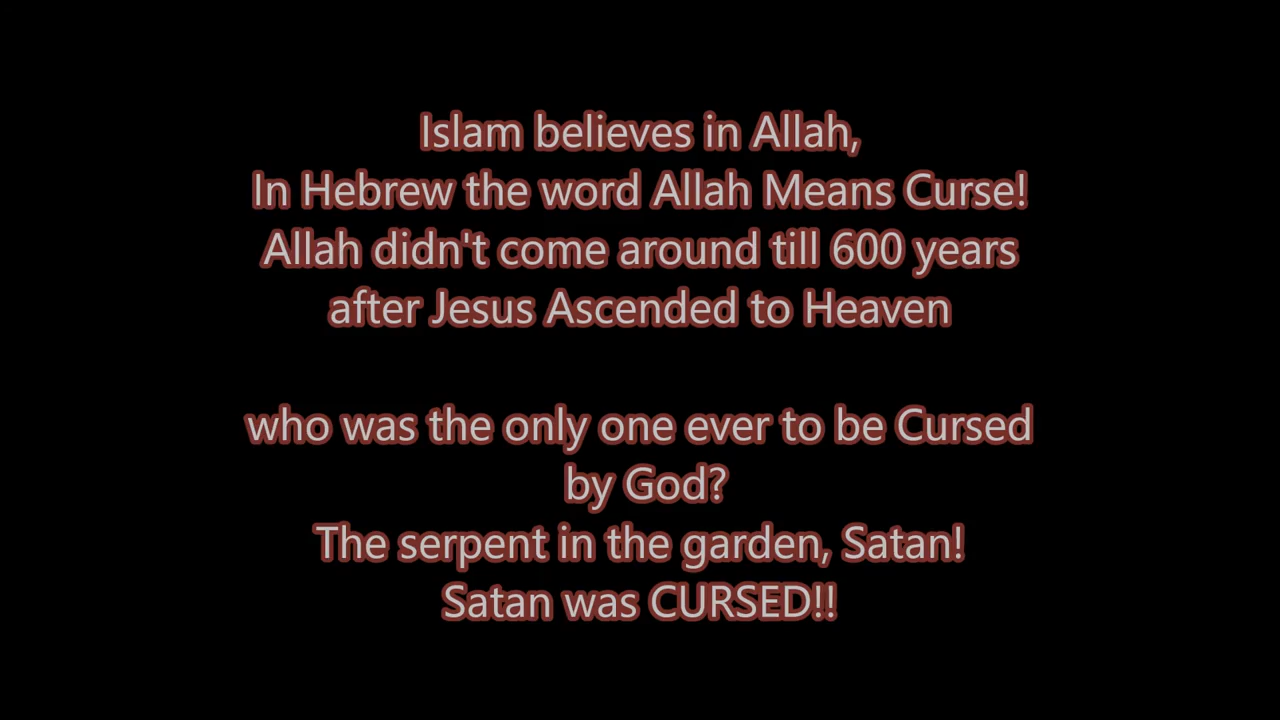 Islam believes in Allah,
In Hebrew the word Allah Means Curse!
Allah didn't come around till 600 years
after Jesus Ascended to Heaven
who was the only one ever to be Cursed
by God?
The serpent in the garden, Satan!
Satan was CURSED!!